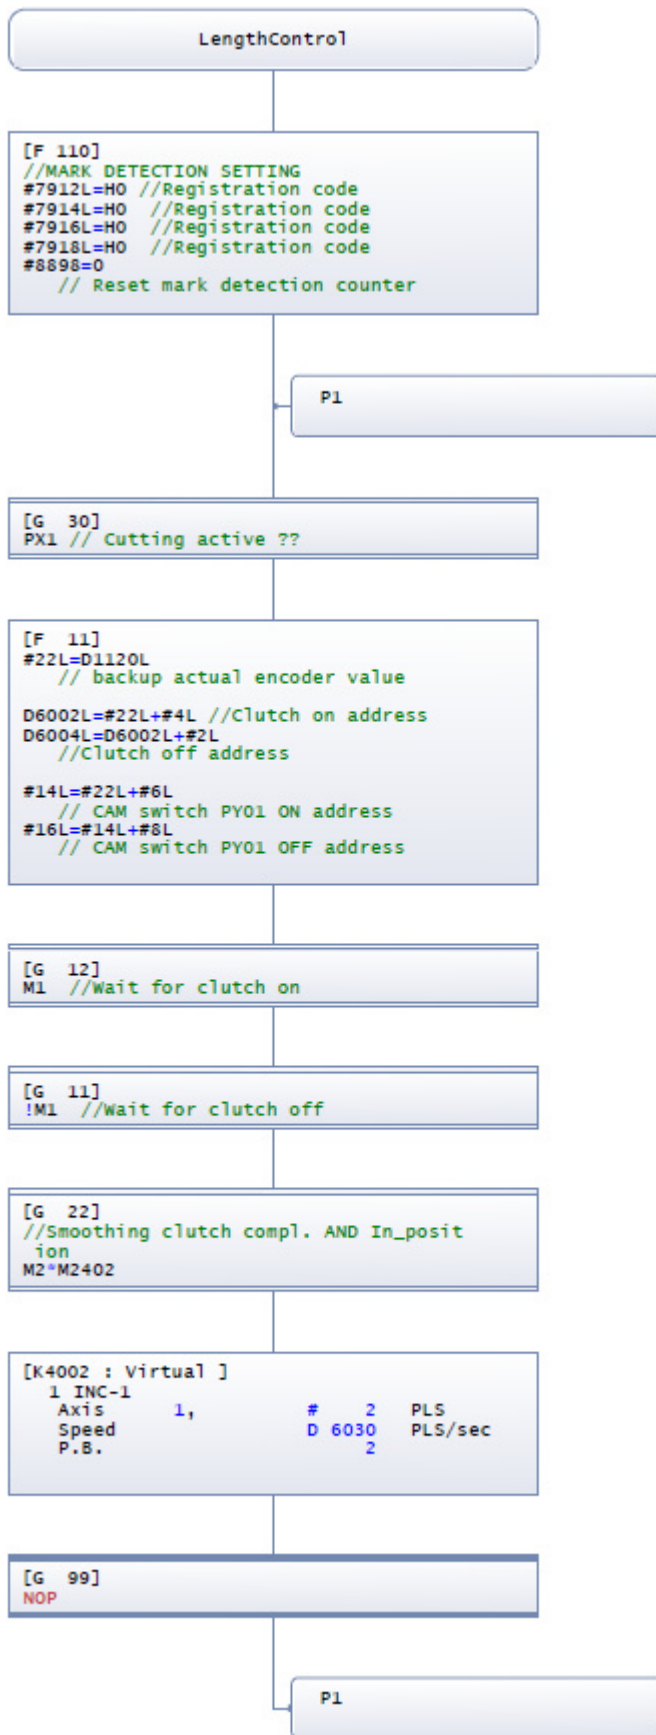 LengthControl
[F 110]
//MARK DETECTION SETTING
#7912L=H0 //Registration code
#7914L=H0 //Registration code
#7916L=H0 //Registration code
#7918L=H0 //Registration code
#8898=0
// Reset mark detection counter
P1
[G 30]
PX1 // Cutting active ??
[F 11]
#22L=D1120L
// backup actual encoder value
D6002L=#22L+#4L //Clutch on address
D6004L=D6002L+#2L
//Clutch off address
#14L=#22L+#6L
// CAM switch PY01 ON address
#16L=#14L+#8L
// CAM switch PY01 OFF address
[G 12]
M1 //Wait for clutch on
[G 11]
!M1 //Wait for clutch off
[G 22]
//Smoothing clutch compl. AND In_posit
ion
M2*M2402
[K4002 : Virtual ]
1 INC-1
Axis 1, # 2 PLS
Speed D 6030 PLS/sec
P.B. 2
[G 99]
NOP
P1